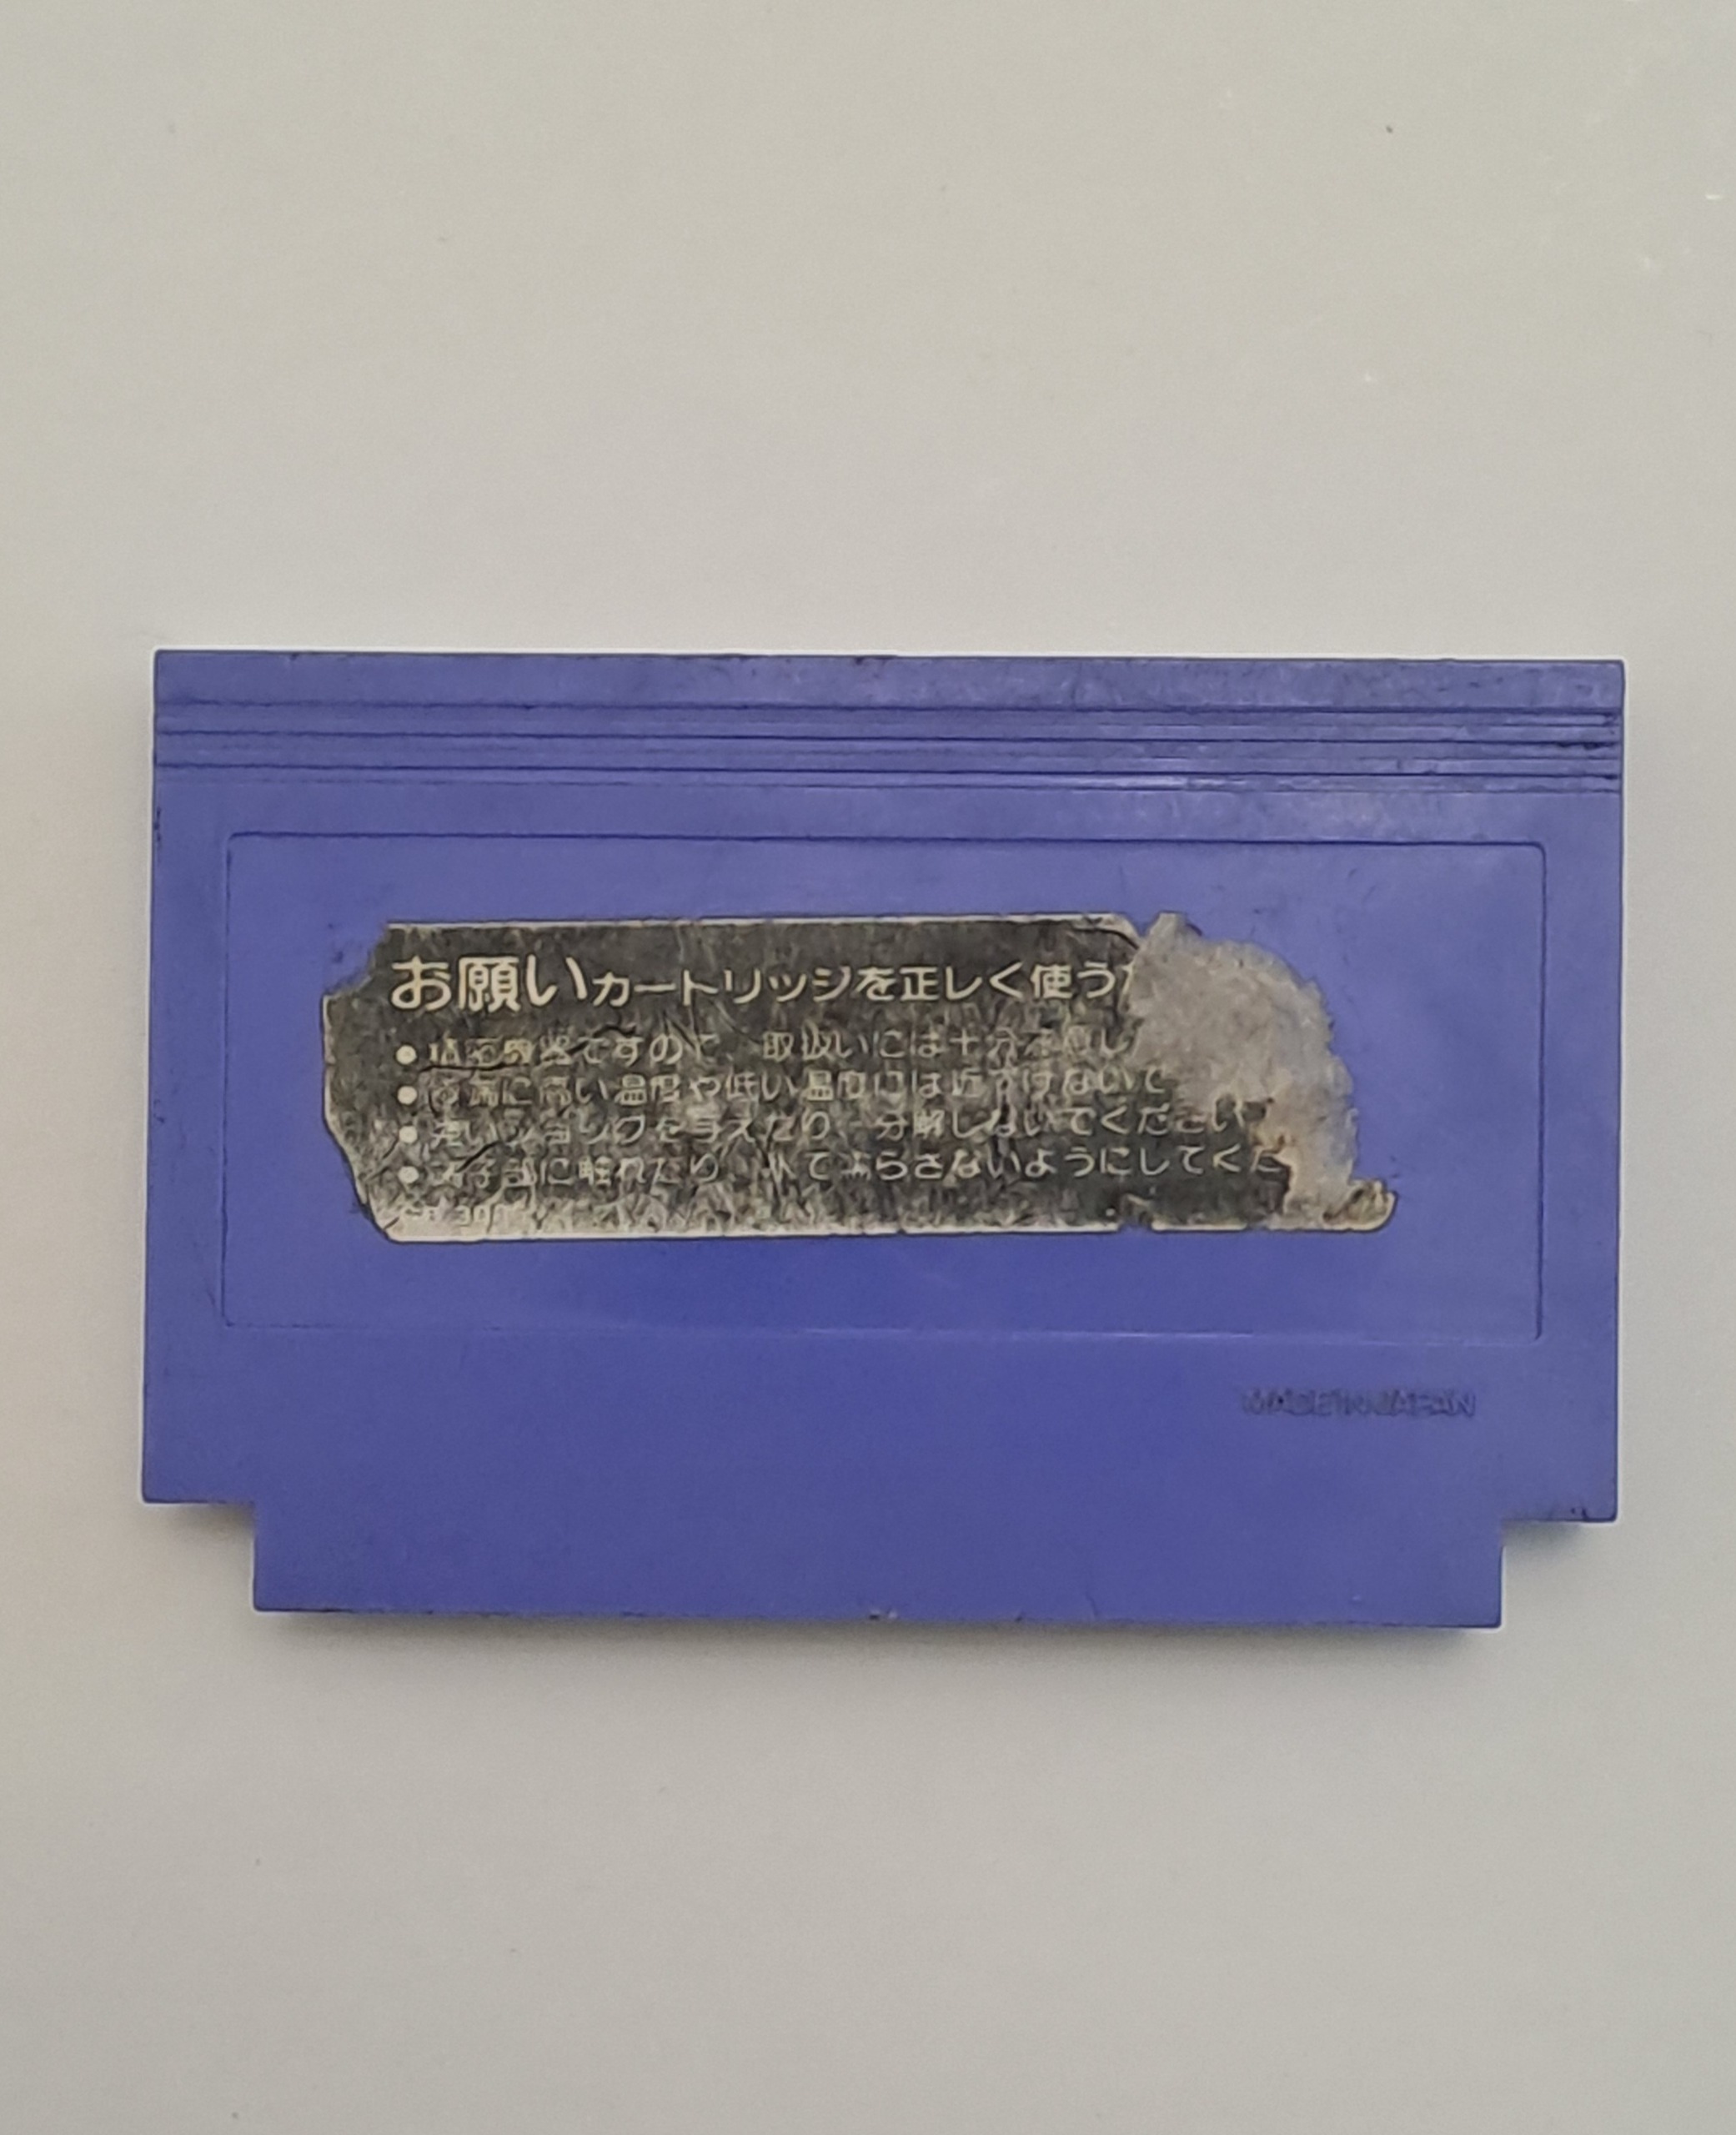 お願いカートリッジを正しく使う
●精密機器ですので、取扱いには十分注意し
●極端に高い温度や低い温度には近づけないで
●強いショックを与えたり、分解しないでください
●端子部に触れたり、水でぬらさないようにしてくだ
MADE IN JAPAN